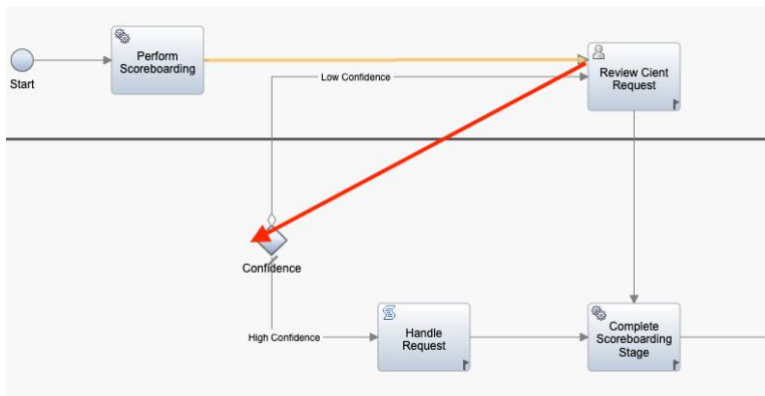 Perform
Scoreboarding
Start
Low Confidence
Review Cient
Request
Confidence
High Confidence
Handle
Request
Complete
Scoreboarding
Stage